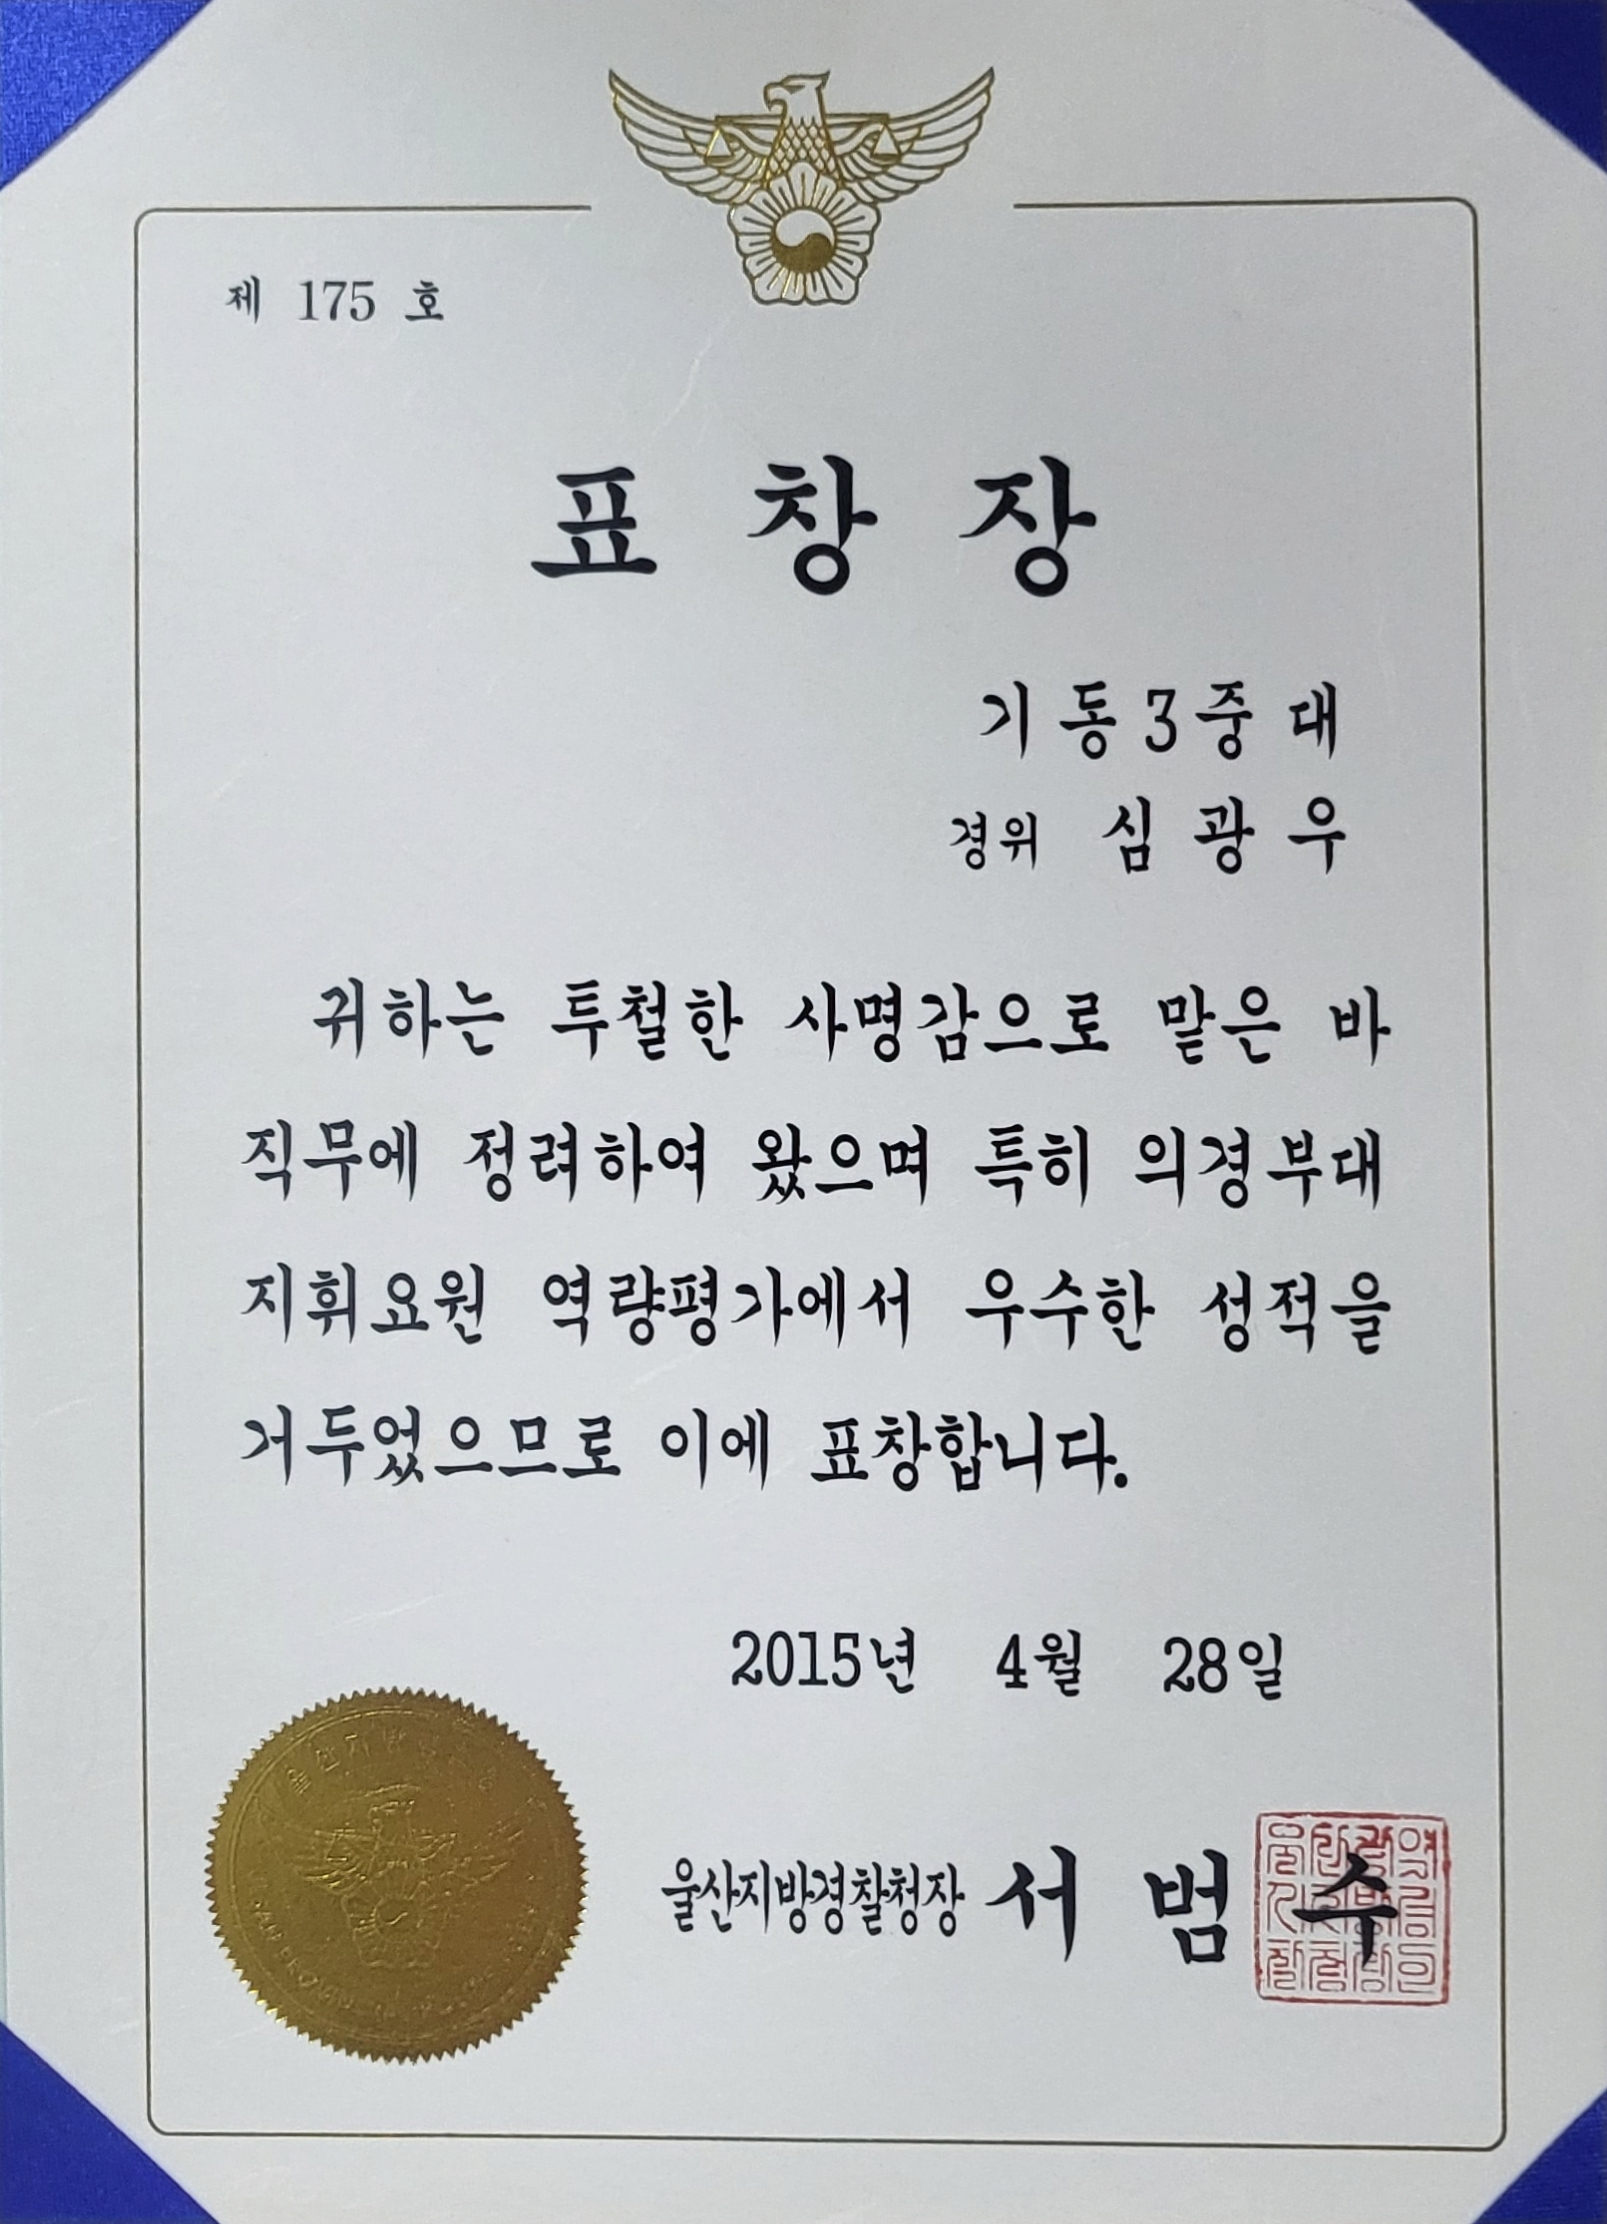 제 175 호
표 창 장
기 동 3 중 대
경위 심 광 우
귀하는 투철한 사명감으로 맡은 바
직무에 정려하여 왔으며 특히 의경부대
지휘요원 역량평가에서 우수한 성적을
거두었으므로 이에 표창합니다.
2015년 4월 28일
울산지방경찰청장 서 범 수